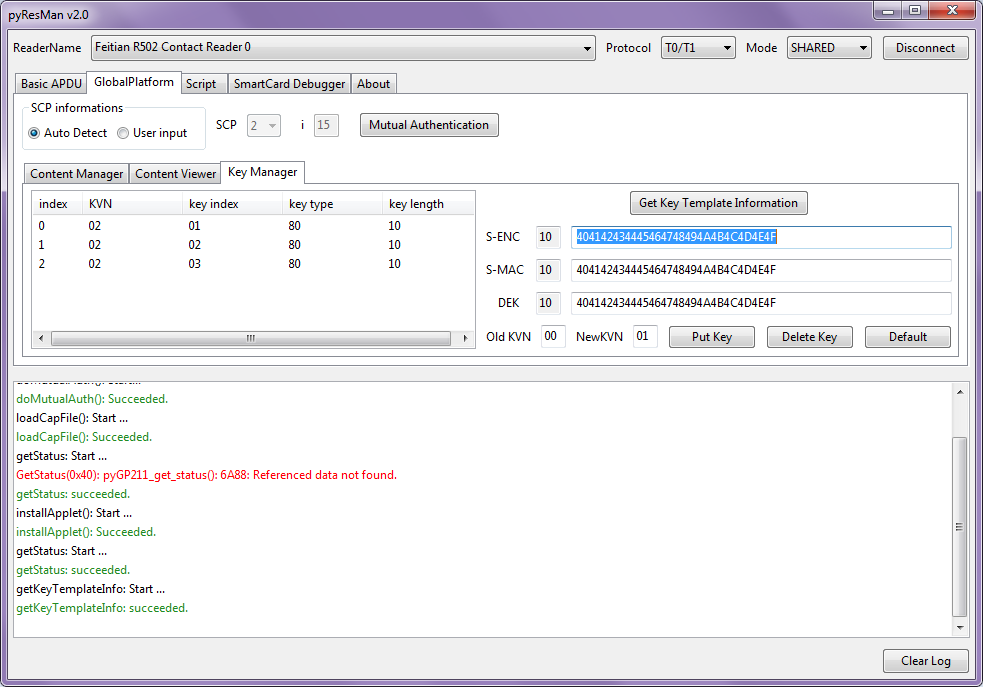 pyResMan v2.0
ReaderName Feitian R502 Contact Reader 0 Protocol T0/T1 Mode SHARED Disconnect
Basic APDU GlobalPlatform Script SmartCard Debugger About
SCP informations
Auto Detect User input SCP 2 i 15 Mutual Authentication
Content Manager Content Viewer Key Manager
index KVN key index key type key length
0 02 01 80 10
1 02 02 80 10
2 02 03 80 10
Get Key Template Information
S-ENC 10 404142434445464748494A4B4C4D4E4F
S-MAC 10 404142434445464748494A4B4C4D4E4F
DEK 10 404142434445464748494A4B4C4D4E4F
Old KVN 00 NewKVN 01 Put Key Delete Key Default
doMutualAuth(): Start...
doMutualAuth(): Succeeded.
loadCapFile(): Start ...
loadCapFile(): Succeeded.
getStatus: Start ...
GetStatus(0x40): pyGP211_get_status(): 6A88: Referenced data not found.
getStatus: succeeded.
installApplet(): Start ...
installApplet(): Succeeded.
getStatus: Start ...
getStatus: succeeded.
getKeyTemplateInfo: Start ...
getKeyTemplateInfo: succeeded.
Clear Log